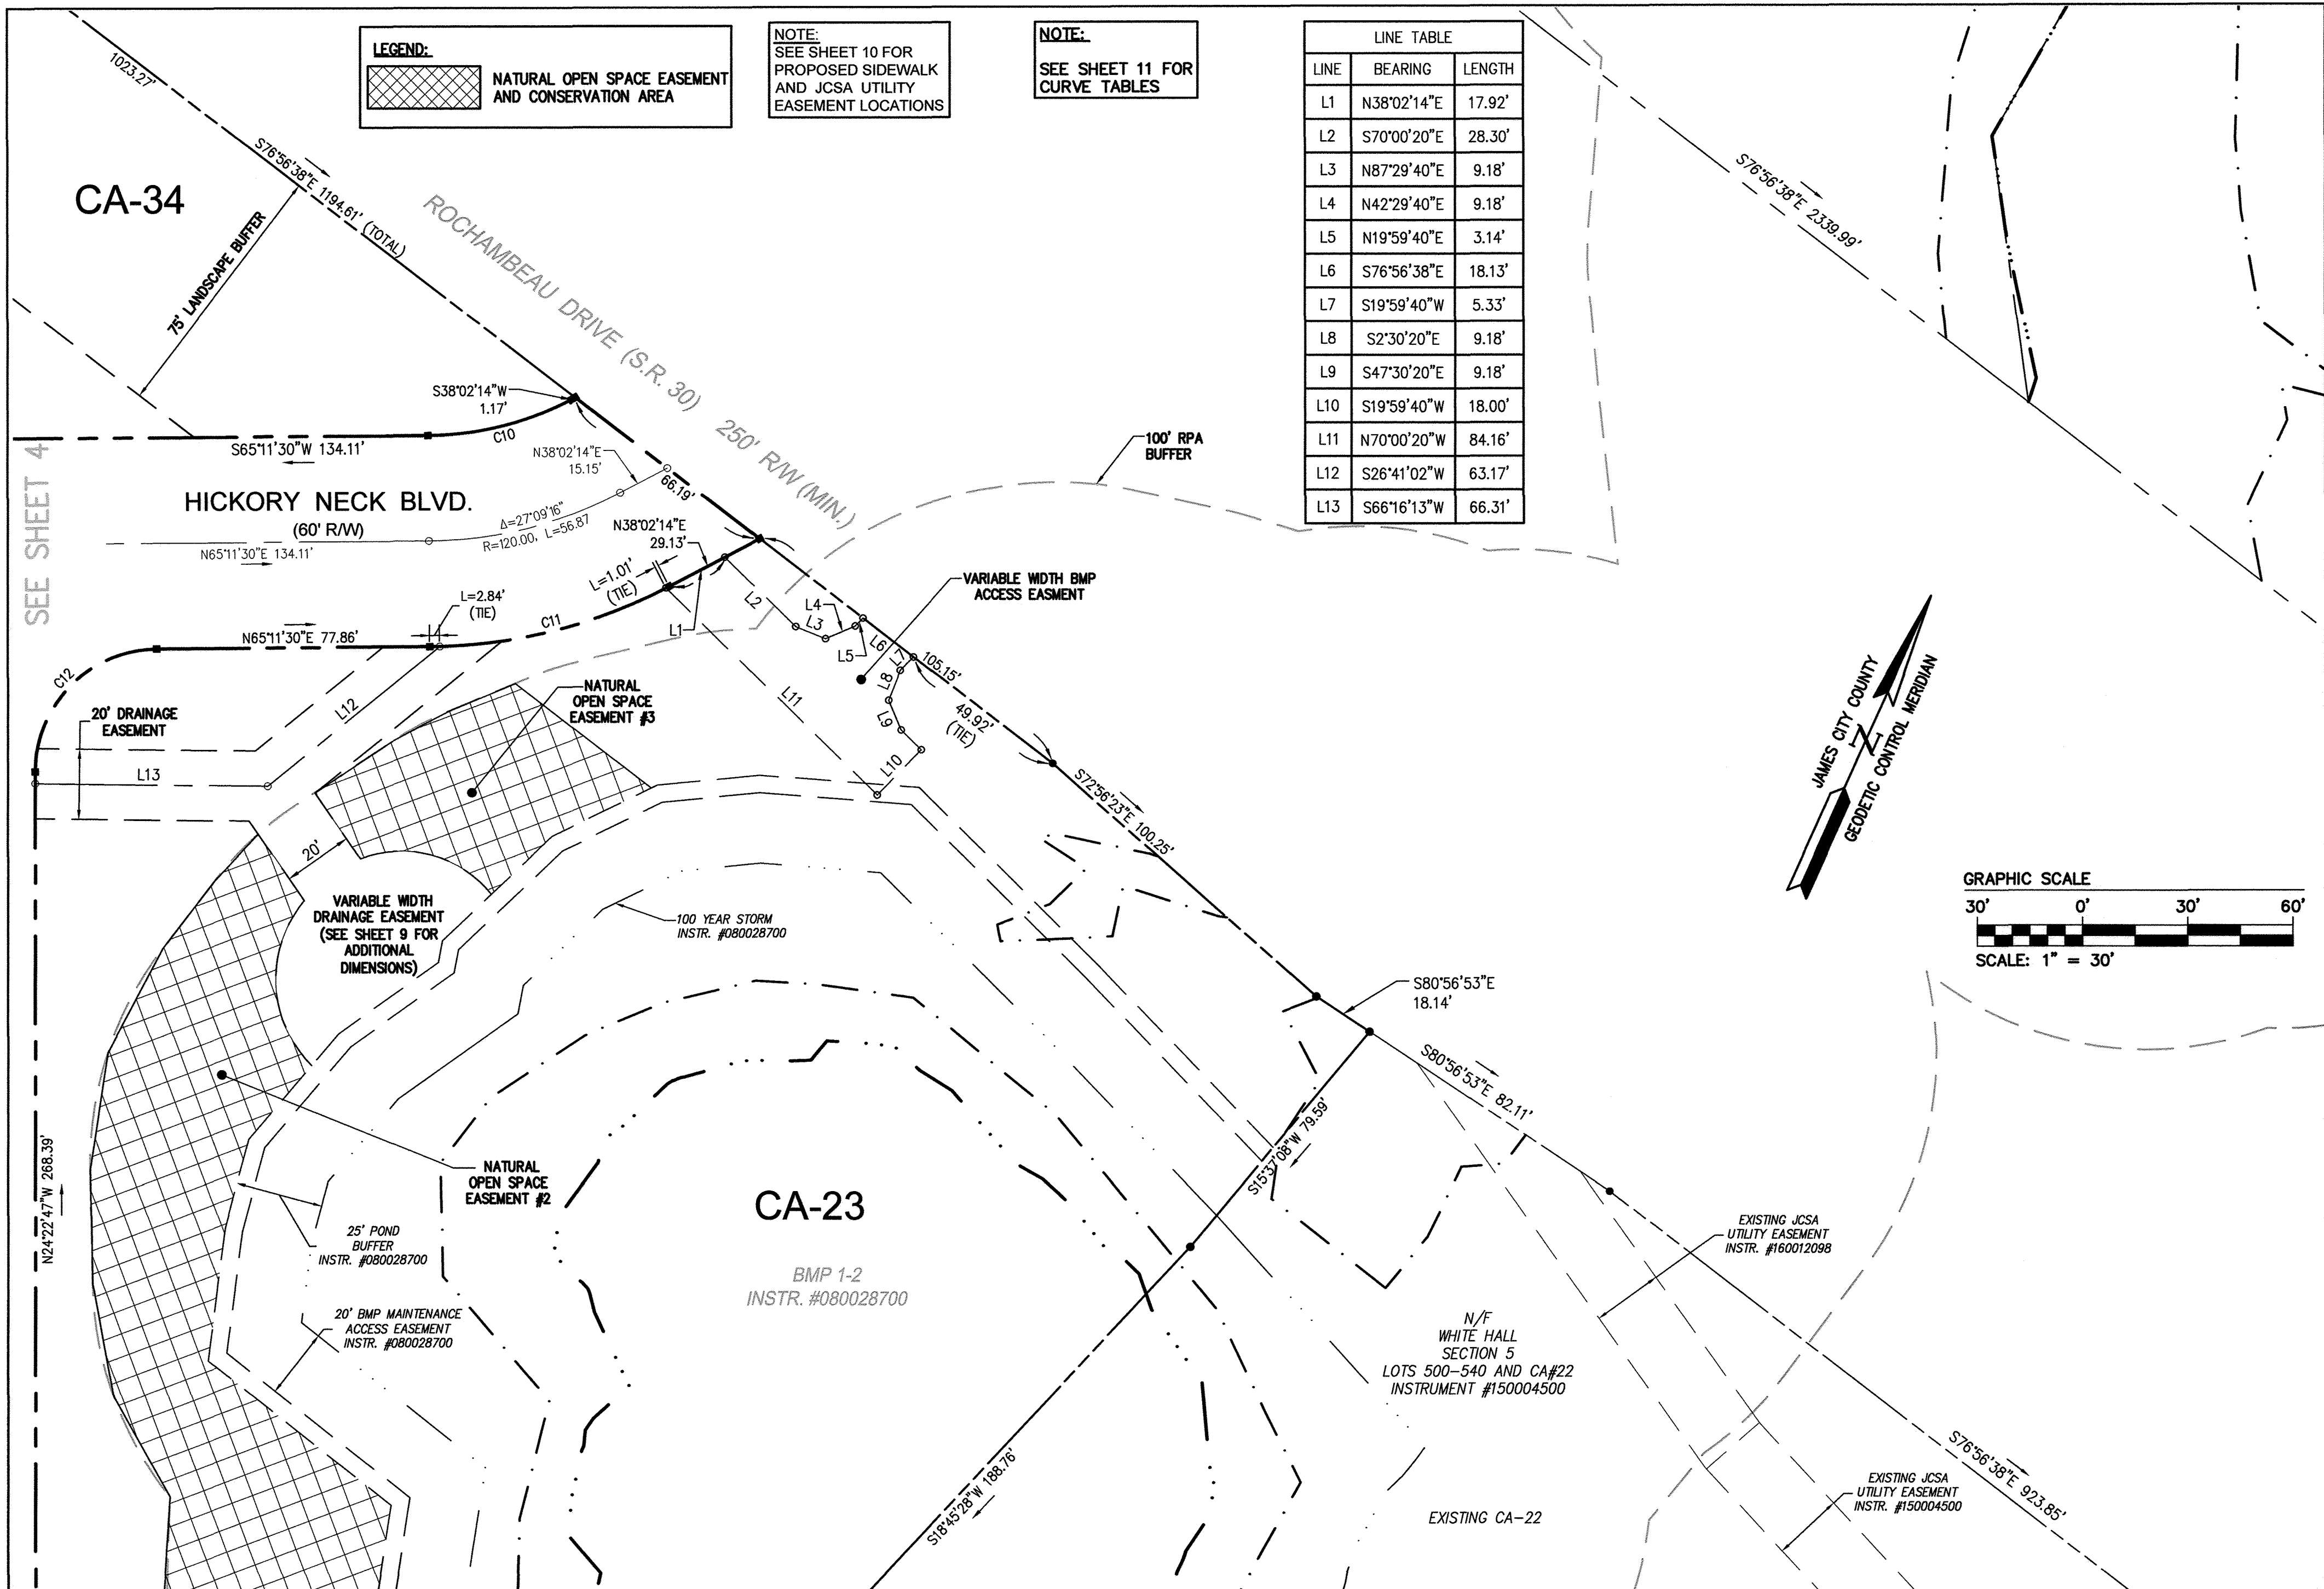 LEGEND:
NATURAL OPEN SPACE EASEMENT
AND CONSERVATION AREA
NOTE:
SEE SHEET 10 FOR
PROPOSED SIDEWALK
AND JCSA UTILITY
EASEMENT LOCATIONS
NOTE:
SEE SHEET 11 FOR
CURVE TABLES
LINE TABLE
LINE BEARING LENGTH
L1 N38°02'14"E 17.92'
L2 S70°00'20"E 28.30'
L3 N87°29'40"E 9.18'
L4 N42°29'40"E 9.18'
L5 N19°59'40"E 3.14'
L6 S76°56'38"E 18.13'
L7 S19°59'40"W 5.33'
L8 S2°30'20"E 9.18'
L9 S47°30'20"E 9.18'
L10 S19°59'40"W 18.00'
L11 N70°00'20"W 84.16'
L12 S26°41'02"W 63.17'
L13 S66°16'13"W 66.31'
1023.27'
S76°56'38"E 1194.61' (TOTAL)
CA-34
75' LANDSCAPE BUFFER
ROCHAMBEAU DRIVE (S.R. 30) 250' R/W (MIN.)
S76°56'38"E 2339.99'
S38°02'14"W
1.17'
C10
S65°11'30"W 134.11'
N38°02'14"E
15.15'
66.19'
SEE SHEET 4
HICKORY NECK BLVD.
(60' R/W)
Δ=27°09'16"
R=120.00, L=56.87
N65°11'30"E 134.11'
N38°02'14"E
29.13'
L=1.01'
(TIE)
L=2.84'
(TIE)
C11
N65°11'30"E 77.86'
C12
L1
L2
L3
L4
L5
L6
L7
L8
L9
L10
L11
L12
L13
100' RPA
BUFFER
VARIABLE WIDTH BMP
ACCESS EASMENT
105.15'
49.92'
(TIE)
S72°56'23"E 100.25'
20' DRAINAGE
EASEMENT
NATURAL
OPEN SPACE
EASEMENT #3
20'
VARIABLE WIDTH
DRAINAGE EASEMENT
(SEE SHEET 9 FOR
ADDITIONAL
DIMENSIONS)
100 YEAR STORM
INSTR. #080028700
JAMES CITY COUNTY
N
GEODETIC CONTROL MERIDIAN
GRAPHIC SCALE
30' 0' 30' 60'
SCALE: 1" = 30'
S80°56'53"E
18.14'
S80°56'53"E 82.11'
S15°37'08"W 79.59'
N24°22'47"W 268.39'
NATURAL
OPEN SPACE
EASEMENT #2
25' POND
BUFFER
INSTR. #080028700
20' BMP MAINTENANCE
ACCESS EASEMENT
INSTR. #080028700
CA-23
BMP 1-2
INSTR. #080028700
EXISTING JCSA
UTILITY EASEMENT
INSTR. #160012098
N/F
WHITE HALL
SECTION 5
LOTS 500-540 AND CA#22
INSTRUMENT #150004500
S18°45'28"W 188.76'
EXISTING CA-22
S76°56'38"E 923.85'
EXISTING JCSA
UTILITY EASEMENT
INSTR. #150004500